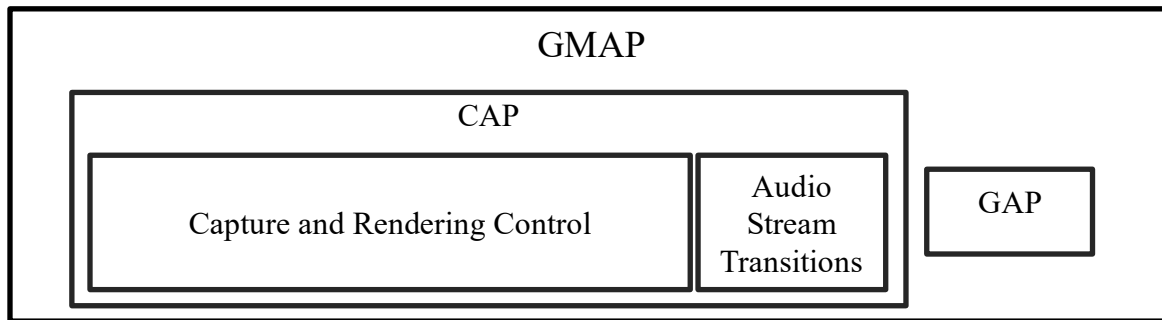 GMAP
CAP
Capture and Rendering Control
Audio
Stream
Transitions
GAP